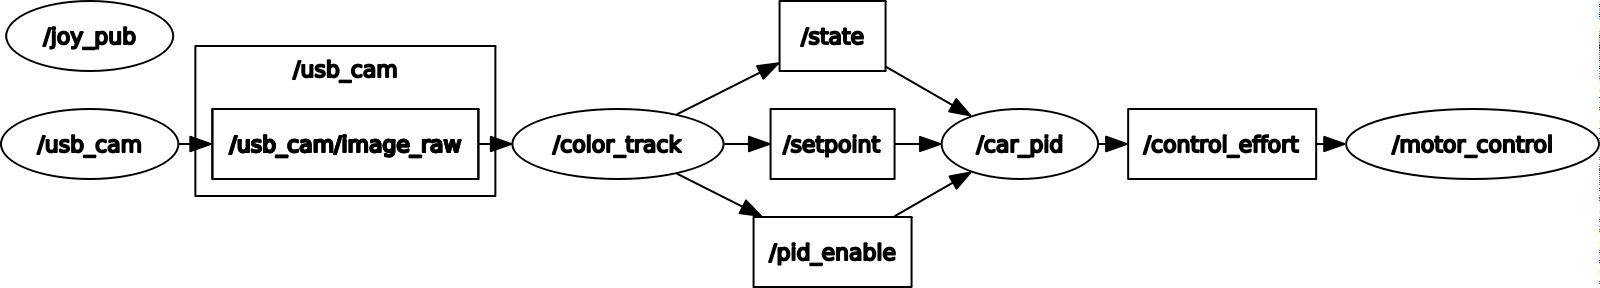 /joy_pub
/usb_cam
/usb_cam
/usb_cam/image_raw
/color_track
/state
/setpoint
/pid_enable
/car_pid
/control_effort
/motor_control